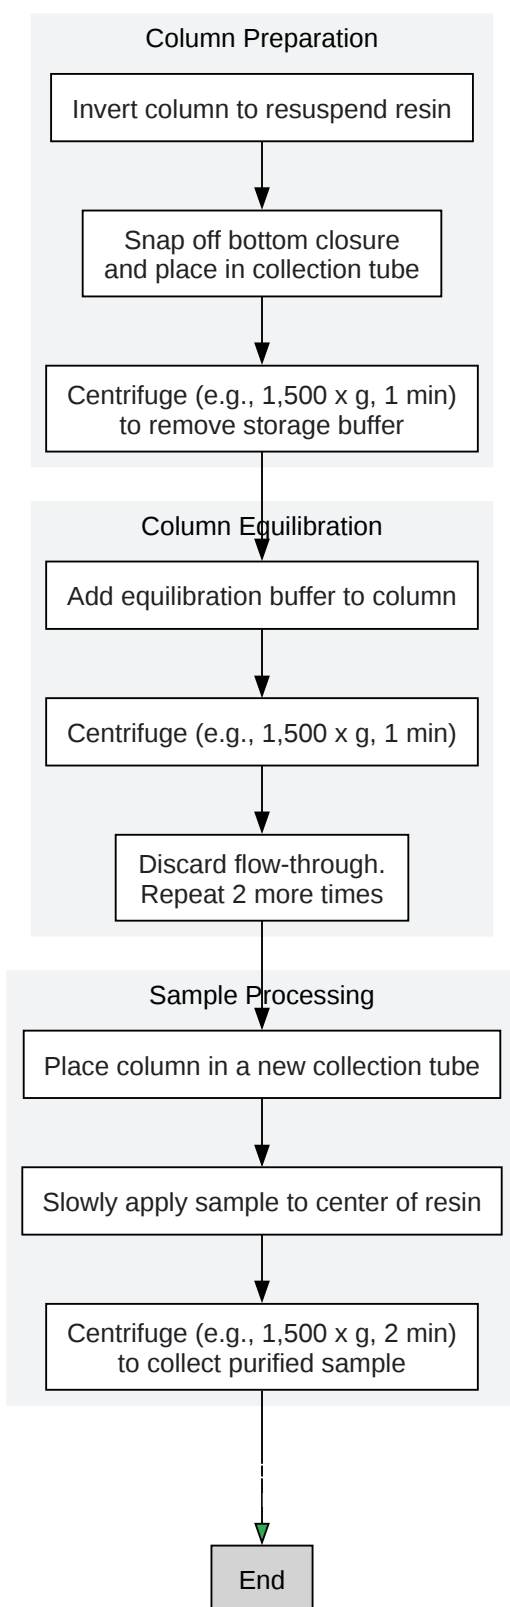 Column Preparation
Invert column to resuspend resin
Snap off bottom closure
and place in collection tube
Centrifuge (e.g., 1,500 x g, 1 min)
to remove storage buffer
Column Equilibration
Add equilibration buffer to column
Centrifuge (e.g., 1,500 x g, 1 min)
Discard flow-through.
Repeat 2 more times
Sample Processing
Place column in a new collection tube
Slowly apply sample to center of resin
Centrifuge (e.g., 1,500 x g, 2 min)
to collect purified sample
End